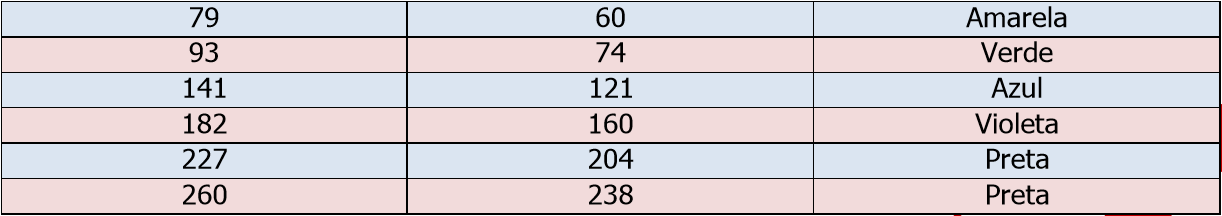 79 60 Amarela
93 74 Verde
141 121 Azul
182 160 Violeta
227 204 Preta
260 238 Preta